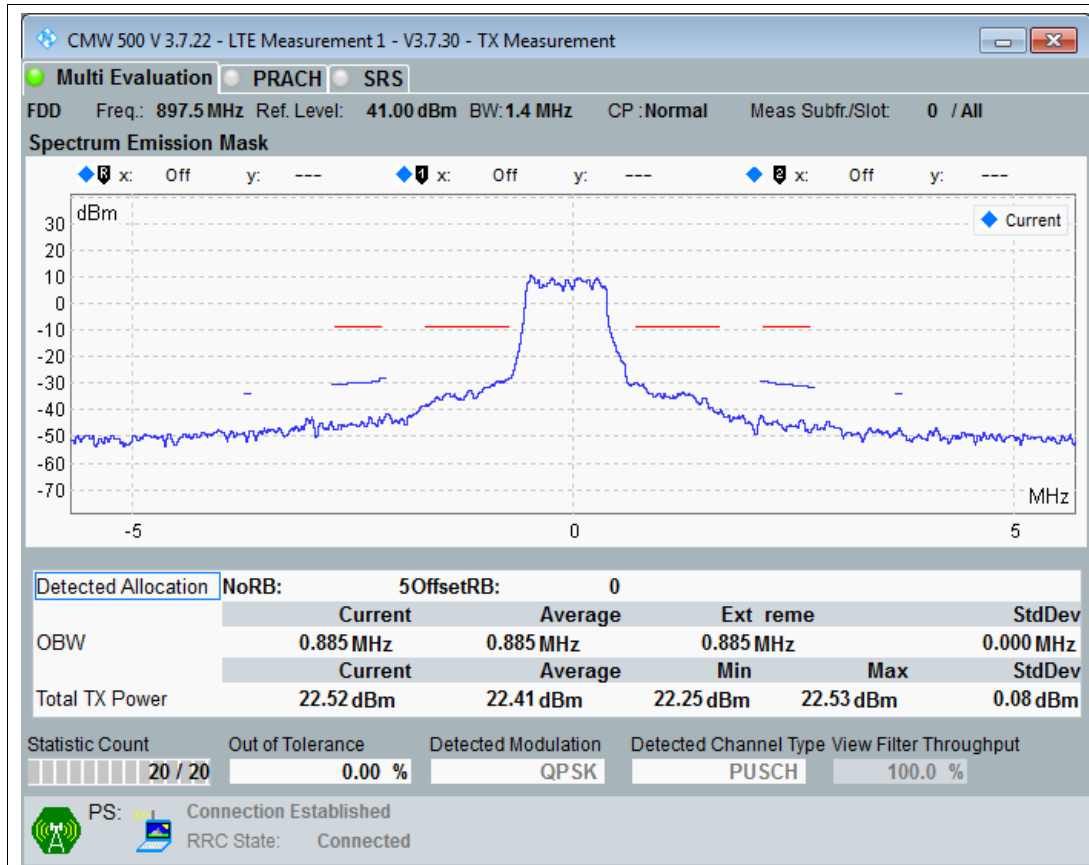 CMW 500 V 3.7.22 - LTE Measurement 1 - V3.7.30 - TX Measurement
Multi Evaluation PRACH SRS
FDD Freq.: 897.5 MHz Ref. Level: 41.00 dBm BW: 1.4 MHz CP : Normal Meas Subfr./Slot: 0 / All
Spectrum Emission Mask
R x: Off y: --- 1 x: Off y: --- 2 x: Off y: ---
dBm
Current
30
20
10
0
-10
-20
-30
-40
-50
-60
-70
MHz
-5 0 5
Detected Allocation NoRB: 5 OffsetRB: 0
Current Average Ext reme StdDev
OBW 0.885 MHz 0.885 MHz 0.885 MHz 0.000 MHz
Current Average Min Max StdDev
Total TX Power 22.52 dBm 22.41 dBm 22.25 dBm 22.53 dBm 0.08 dBm
Statistic Count Out of Tolerance Detected Modulation Detected Channel Type View Filter Throughput
20 / 20 0.00 % QPSK PUSCH 100.0 %
PS: Connection Established
RRC State: Connected